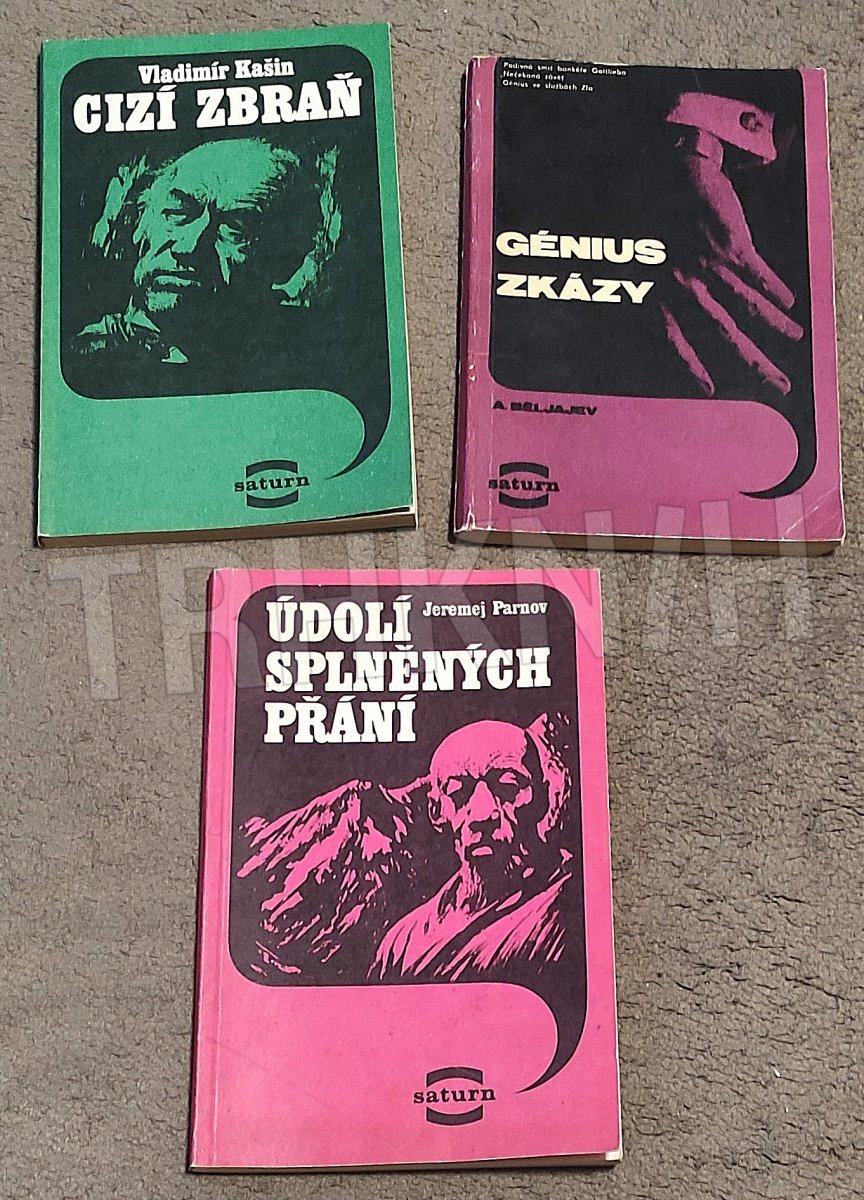 Vladimír Kašin
CIZÍ ZBRAŇ
saturn
Podivná smrt bankéře Gottlieba
Nečekaná závěť
Génius ve službách Zla
G
GÉNIUS
ZKÁZY
A. BĚLJAJEV
saturn
TRHKNIH
ÚDOLÍ Jeremej Parnov
SPLNĚNÝCH
PŘÁNÍ
saturn